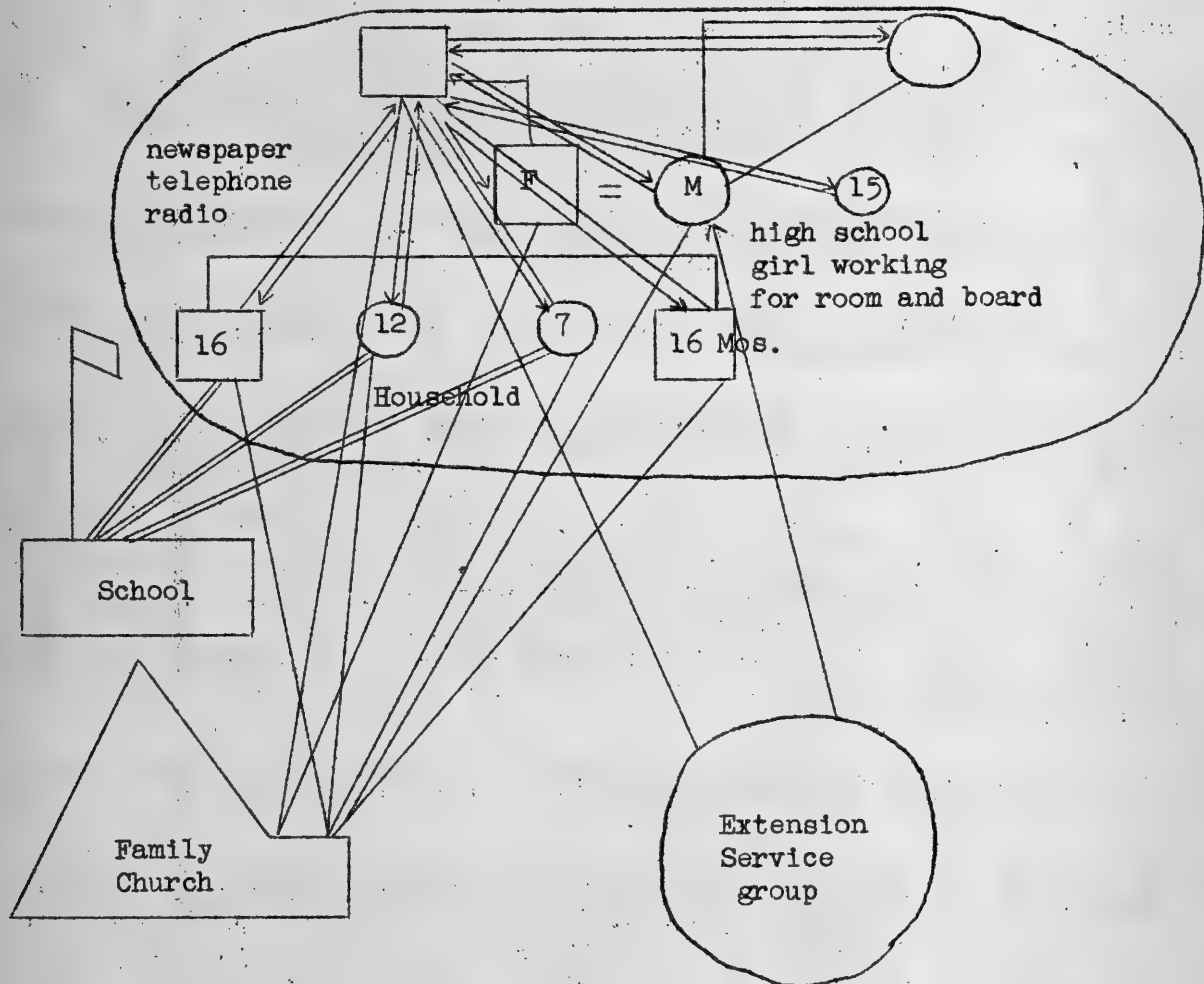 newspaper
telephone
radio
F
=
M
15
high school
girl working
for room and board
16
12
7
16 Mos.
Household
School
Family
Church
Extension
Service
group